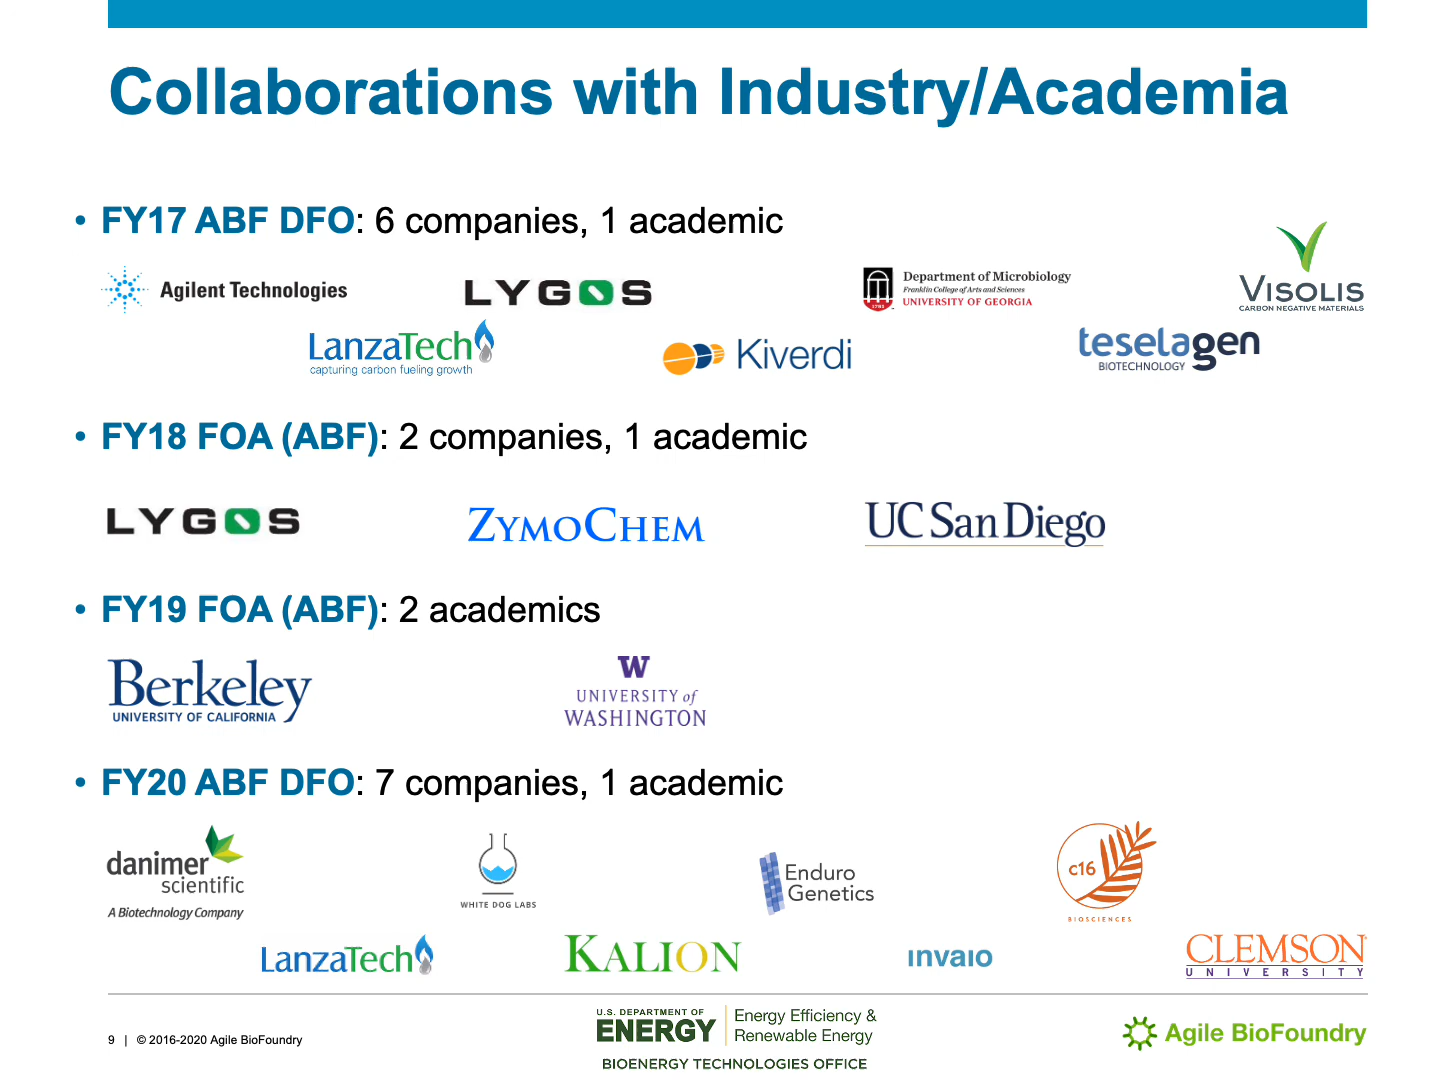 Collaborations with Industry/Academia
• FY17 ABF DFO: 6 companies, 1 academic
Agilent Technologies
LYGOS
Department of Microbiology
Franklin College of Arts and Sciences
UNIVERSITY OF GEORGIA
1785
VISOLIS
CARBON NEGATIVE MATERIALS
LanzaTech
capturing carbon fueling growth
Kiverdi
teselagen
BIOTECHNOLOGY
• FY18 FOA (ABF): 2 companies, 1 academic
LYGOS
ZYMOCHEM
UC San Diego
• FY19 FOA (ABF): 2 academics
Berkeley
UNIVERSITY OF CALIFORNIA
W
UNIVERSITY of
WASHINGTON
• FY20 ABF DFO: 7 companies, 1 academic
danimer
scientific
A Biotechnology Company
WHITE DOG LABS
Enduro
Genetics
c16
BIOSCIENCES
LanzaTech
KALION
invaio
CLEMSON
UNIVERSITY
9 | © 2016-2020 Agile BioFoundry
U.S. DEPARTMENT OF
ENERGY
Energy Efficiency &
Renewable Energy
BIOENERGY TECHNOLOGIES OFFICE
Agile BioFoundry